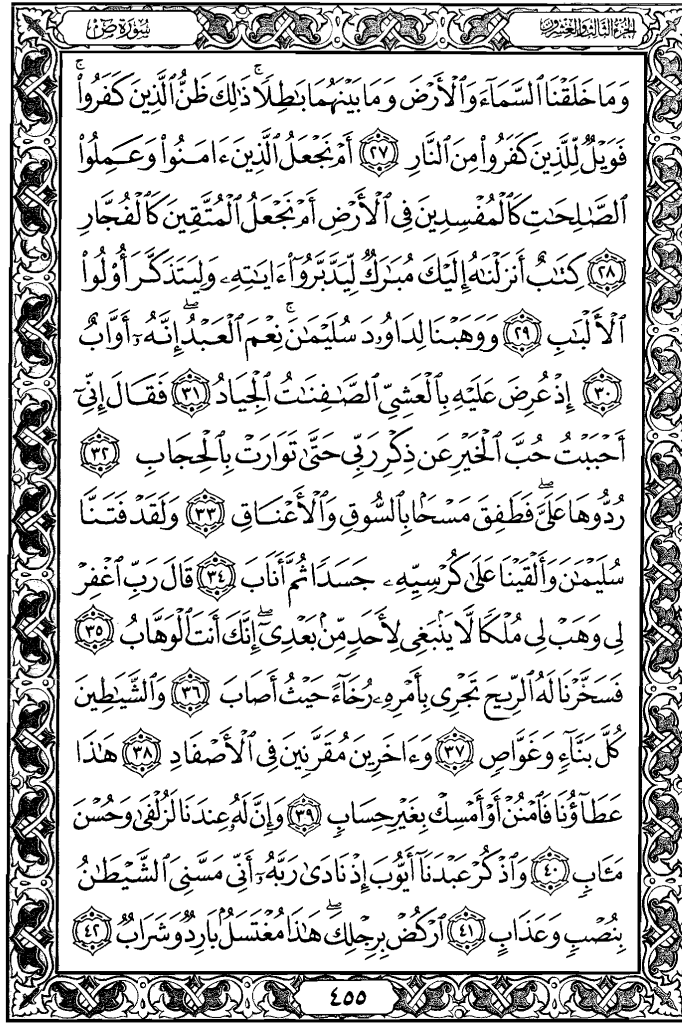 الجزء الثالث والعشرون
سورة ص
وَمَا خَلَقْنَا ٱلسَّمَآءَ وَٱلْأَرْضَ وَمَا بَيْنَهُمَا بَٰطِلًا ۚ ذَٰلِكَ ظَنُّ ٱلَّذِينَ كَفَرُوا۟ ۚ
فَوَيْلٌ لِّلَّذِينَ كَفَرُوا۟ مِنَ ٱلنَّارِ ٢٧ أَمْ نَجْعَلُ ٱلَّذِينَ ءَامَنُوا۟ وَعَمِلُوا۟
ٱلصَّٰلِحَٰتِ كَٱلْمُفْسِدِينَ فِى ٱلْأَرْضِ أَمْ نَجْعَلُ ٱلْمُتَّقِينَ كَٱلْفُجَّارِ
٢٨ كِتَٰبٌ أَنزَلْنَٰهُ إِلَيْكَ مُبَٰرَكٌ لِّيَدَّبَّرُوٓا۟ ءَايَٰتِهِۦ وَلِيَتَذَكَّرَ أُو۟لُوا۟
ٱلْأَلْبَٰبِ ٢٩ وَوَهَبْنَا لِدَاوُۥدَ سُلَيْمَٰنَ ۚ نِعْمَ ٱلْعَبْدُ ۖ إِنَّهُۥٓ أَوَّابٌ
٣٠ إِذْ عُرِضَ عَلَيْهِ بِٱلْعَشِىِّ ٱلصَّٰفِنَٰتُ ٱلْجِيَادُ ٣١ فَقَالَ إِنِّىٓ
أَحْبَبْتُ حُبَّ ٱلْخَيْرِ عَن ذِكْرِ رَبِّى حَتَّىٰ تَوَارَتْ بِٱلْحِجَابِ ٣٢
رُدُّوهَا عَلَىَّ ۖ فَطَفِقَ مَسْحًۢا بِٱلسُّوقِ وَٱلْأَعْنَاقِ ٣٣ وَلَقَدْ فَتَنَّا
سُلَيْمَٰنَ وَأَلْقَيْنَا عَلَىٰ كُرْسِيِّهِۦ جَسَدًا ثُمَّ أَنَابَ ٣٤ قَالَ رَبِّ ٱغْفِرْ
لِى وَهَبْ لِى مُلْكًا لَّا يَنۢبَغِى لِأَحَدٍ مِّنۢ بَعْدِىٓ ۖ إِنَّكَ أَنتَ ٱلْوَهَّابُ ٣٥
فَسَخَّرْنَا لَهُ ٱلرِّيحَ تَجْرِى بِأَمْرِهِۦ رُخَآءً حَيْثُ أَصَابَ ٣٦ وَٱلشَّيَٰطِينَ
كُلَّ بَنَّآءٍ وَغَوَّاصٍ ٣٧ وَءَاخَرِينَ مُقَرَّنِينَ فِى ٱلْأَصْفَادِ ٣٨ هَٰذَا
عَطَآؤُنَا فَٱمْنُنْ أَوْ أَمْسِكْ بِغَيْرِ حِسَابٍ ٣٩ وَإِنَّ لَهُۥ عِندَنَا لَزُلْفَىٰ وَحُسْنَ
مَـَٔابٍ ٤٠ وَٱذْكُرْ عَبْدَنَآ أَيُّوبَ إِذْ نَادَىٰ رَبَّهُۥٓ أَنِّى مَسَّنِىَ ٱلشَّيْطَٰنُ
بِنُصْبٍ وَعَذَابٍ ٤١ ٱرْكُضْ بِرِجْلِكَ ۖ هَٰذَا مُغْتَسَلٌۢ بَارِدٌ وَشَرَابٌ ٤٢
٤٥٥